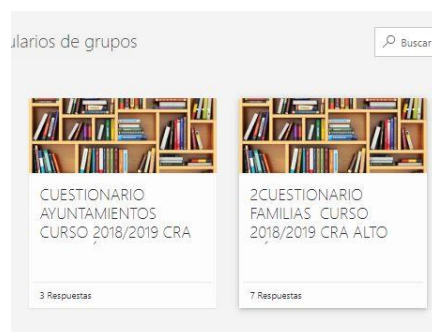 ularios de grupos
Buscar
CUESTIONARIO
AYUNTAMIENTOS
CURSO 2018/2019 CRA
3 Respuestas
2CUESTIONARIO
FAMILIAS CURSO
2018/2019 CRA ALTO
7 Respuestas